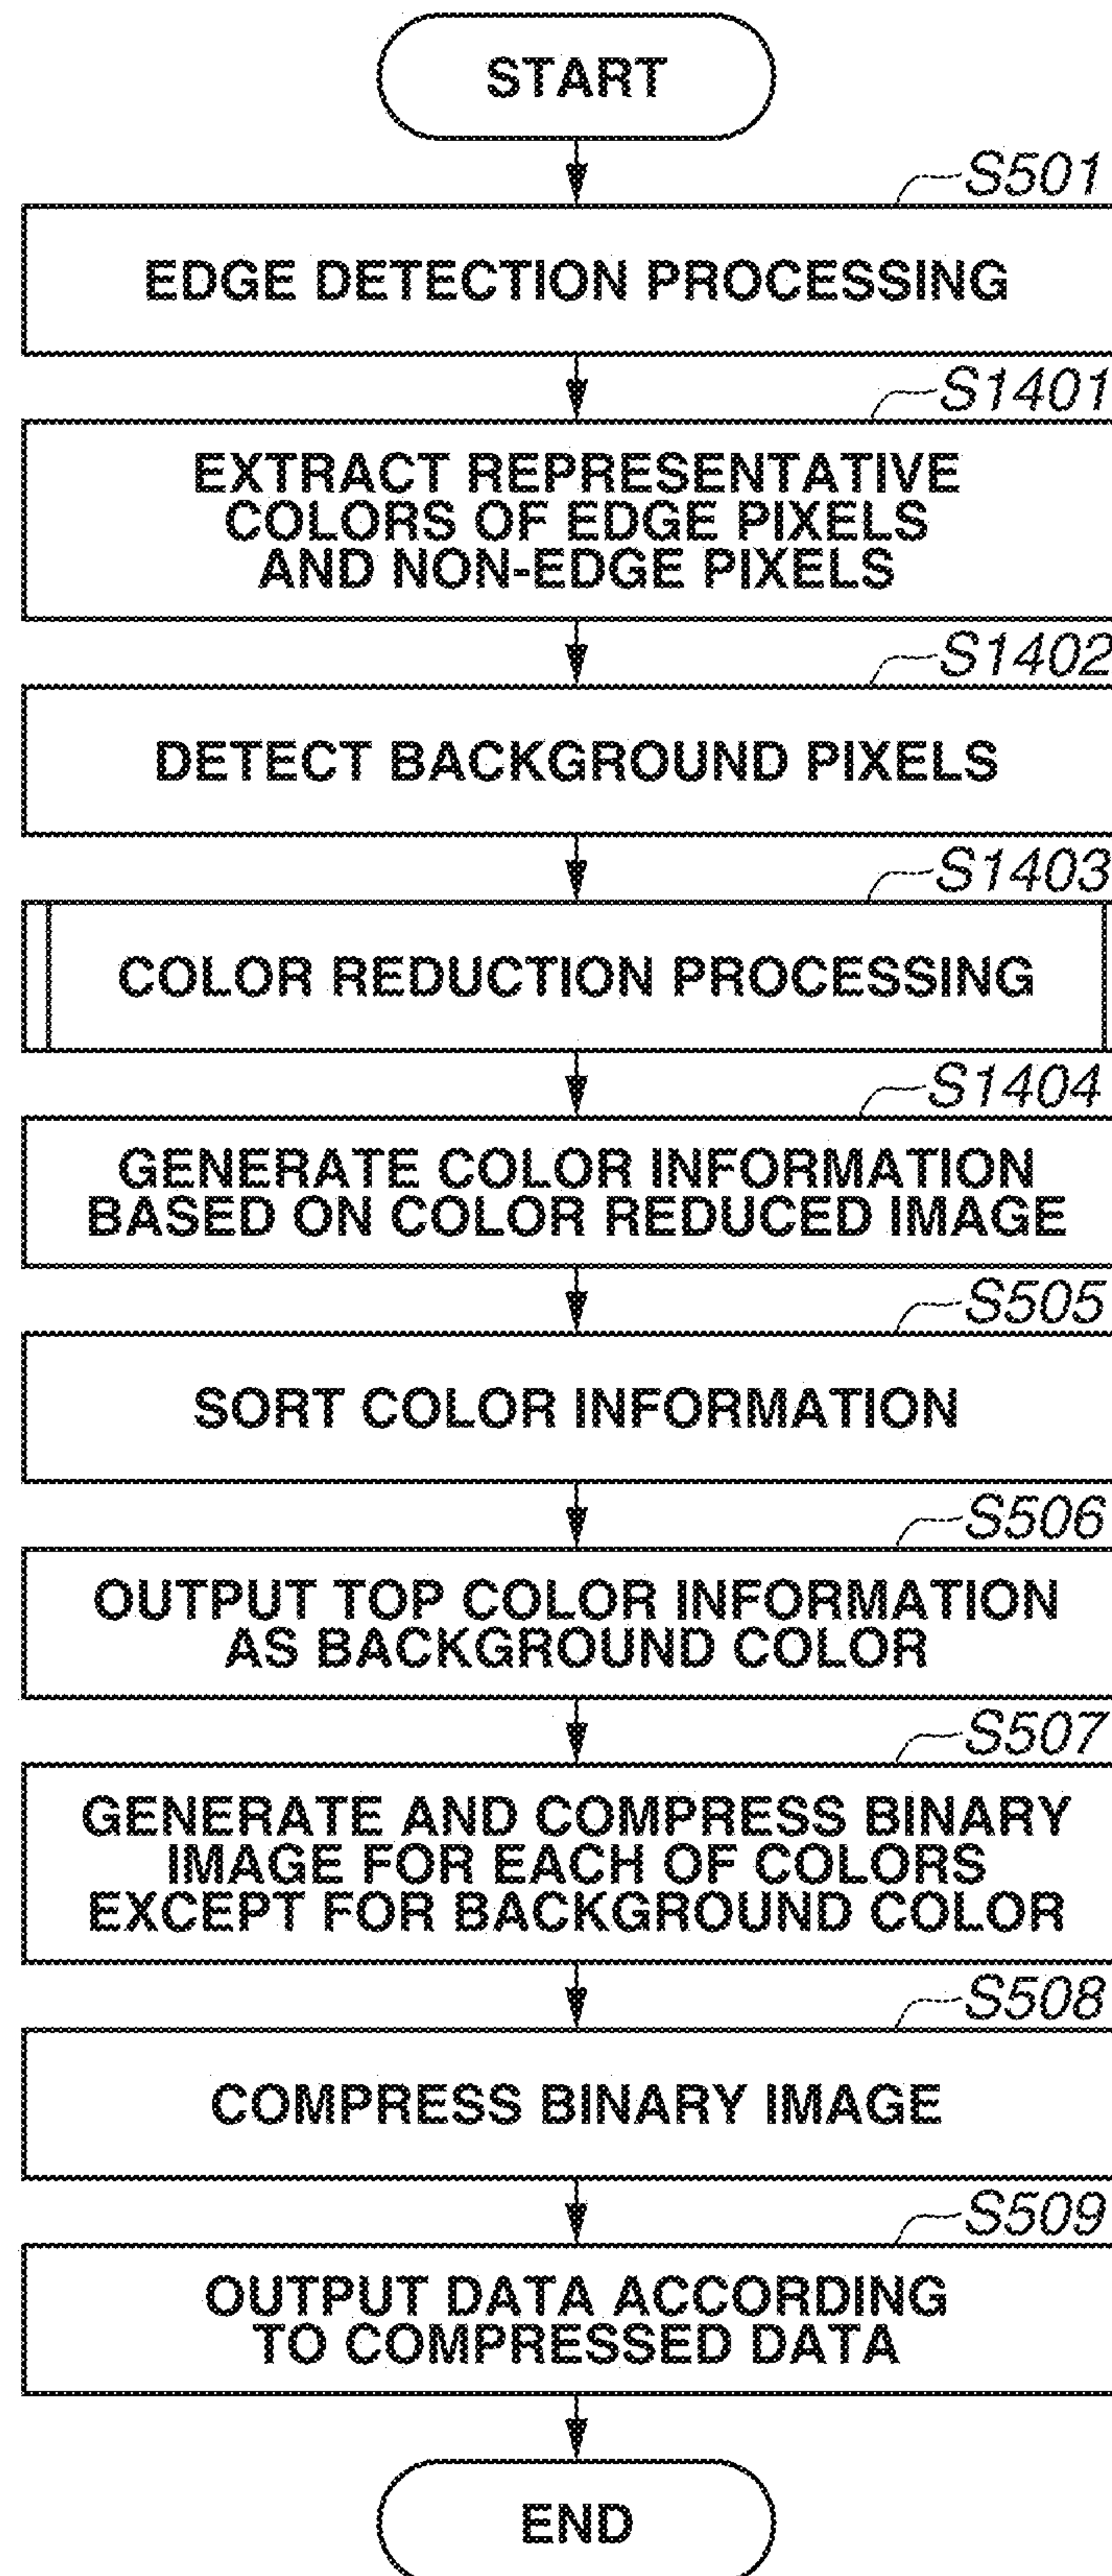 START
S501
EDGE DETECTION PROCESSING
S1401
EXTRACT REPRESENTATIVE
COLORS OF EDGE PIXELS
AND NON-EDGE PIXELS
S1402
DETECT BACKGROUND PIXELS
S1403
COLOR REDUCTION PROCESSING
S1404
GENERATE COLOR INFORMATION
BASED ON COLOR REDUCED IMAGE
S505
SORT COLOR INFORMATION
S506
OUTPUT TOP COLOR INFORMATION
AS BACKGROUND COLOR
S507
GENERATE AND COMPRESS BINARY
IMAGE FOR EACH OF COLORS
EXCEPT FOR BACKGROUND COLOR
S508
COMPRESS BINARY IMAGE
S509
OUTPUT DATA ACCORDING
TO COMPRESSED DATA
END